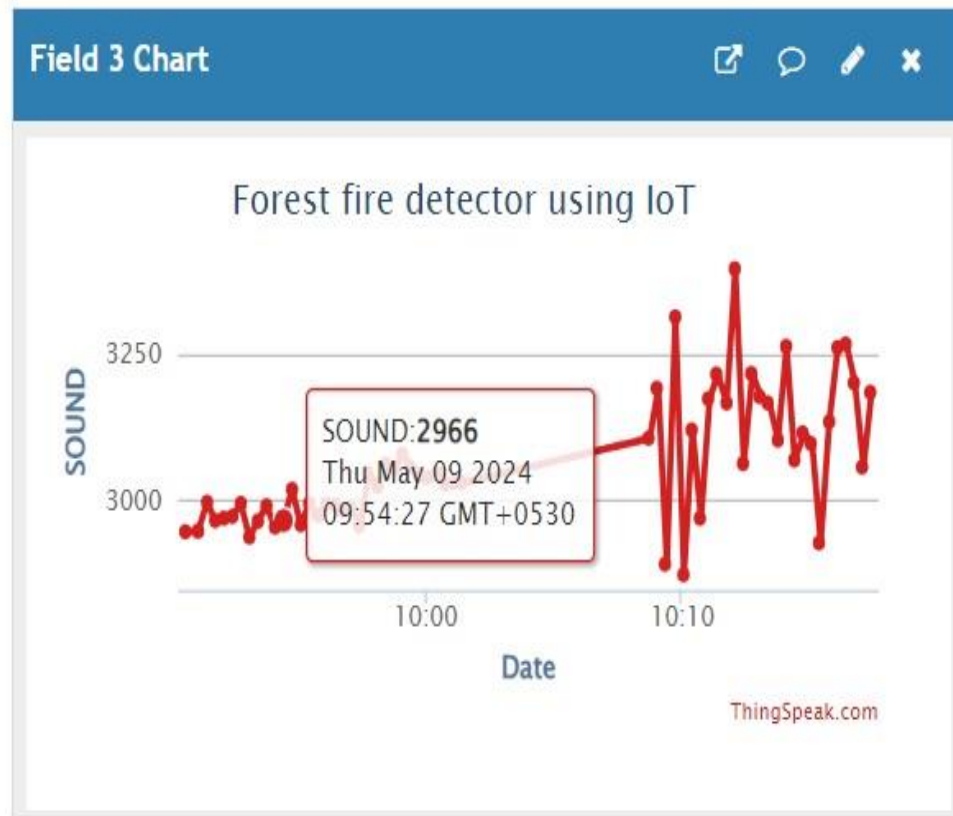 Field 3 Chart
Forest fire detector using IoT
3250
3000
SOUND
SOUND:2966
Thu May 09 2024
09:54:27 GMT+0530
10:00
10:10
Date
ThingSpeak.com